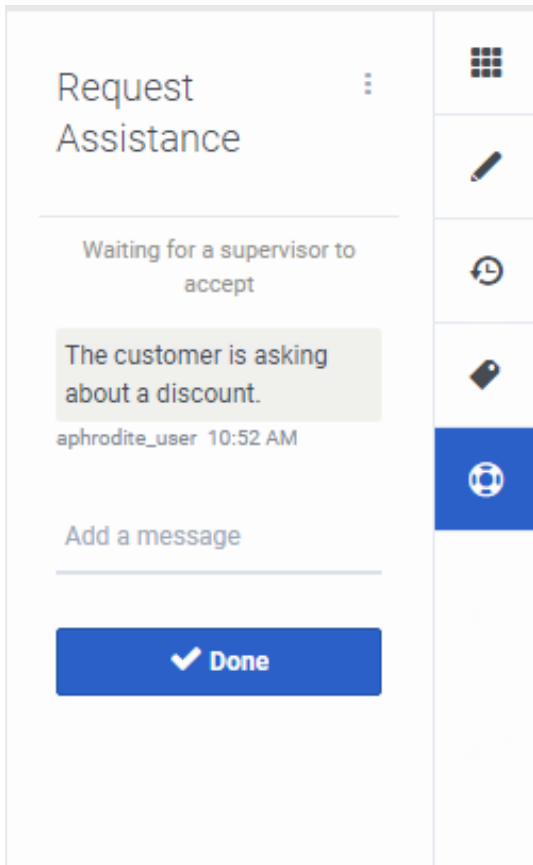 Request
Assistance
Waiting for a supervisor to
accept
The customer is asking
about a discount.
aphrodite_user 10:52 AM
Add a message
Done